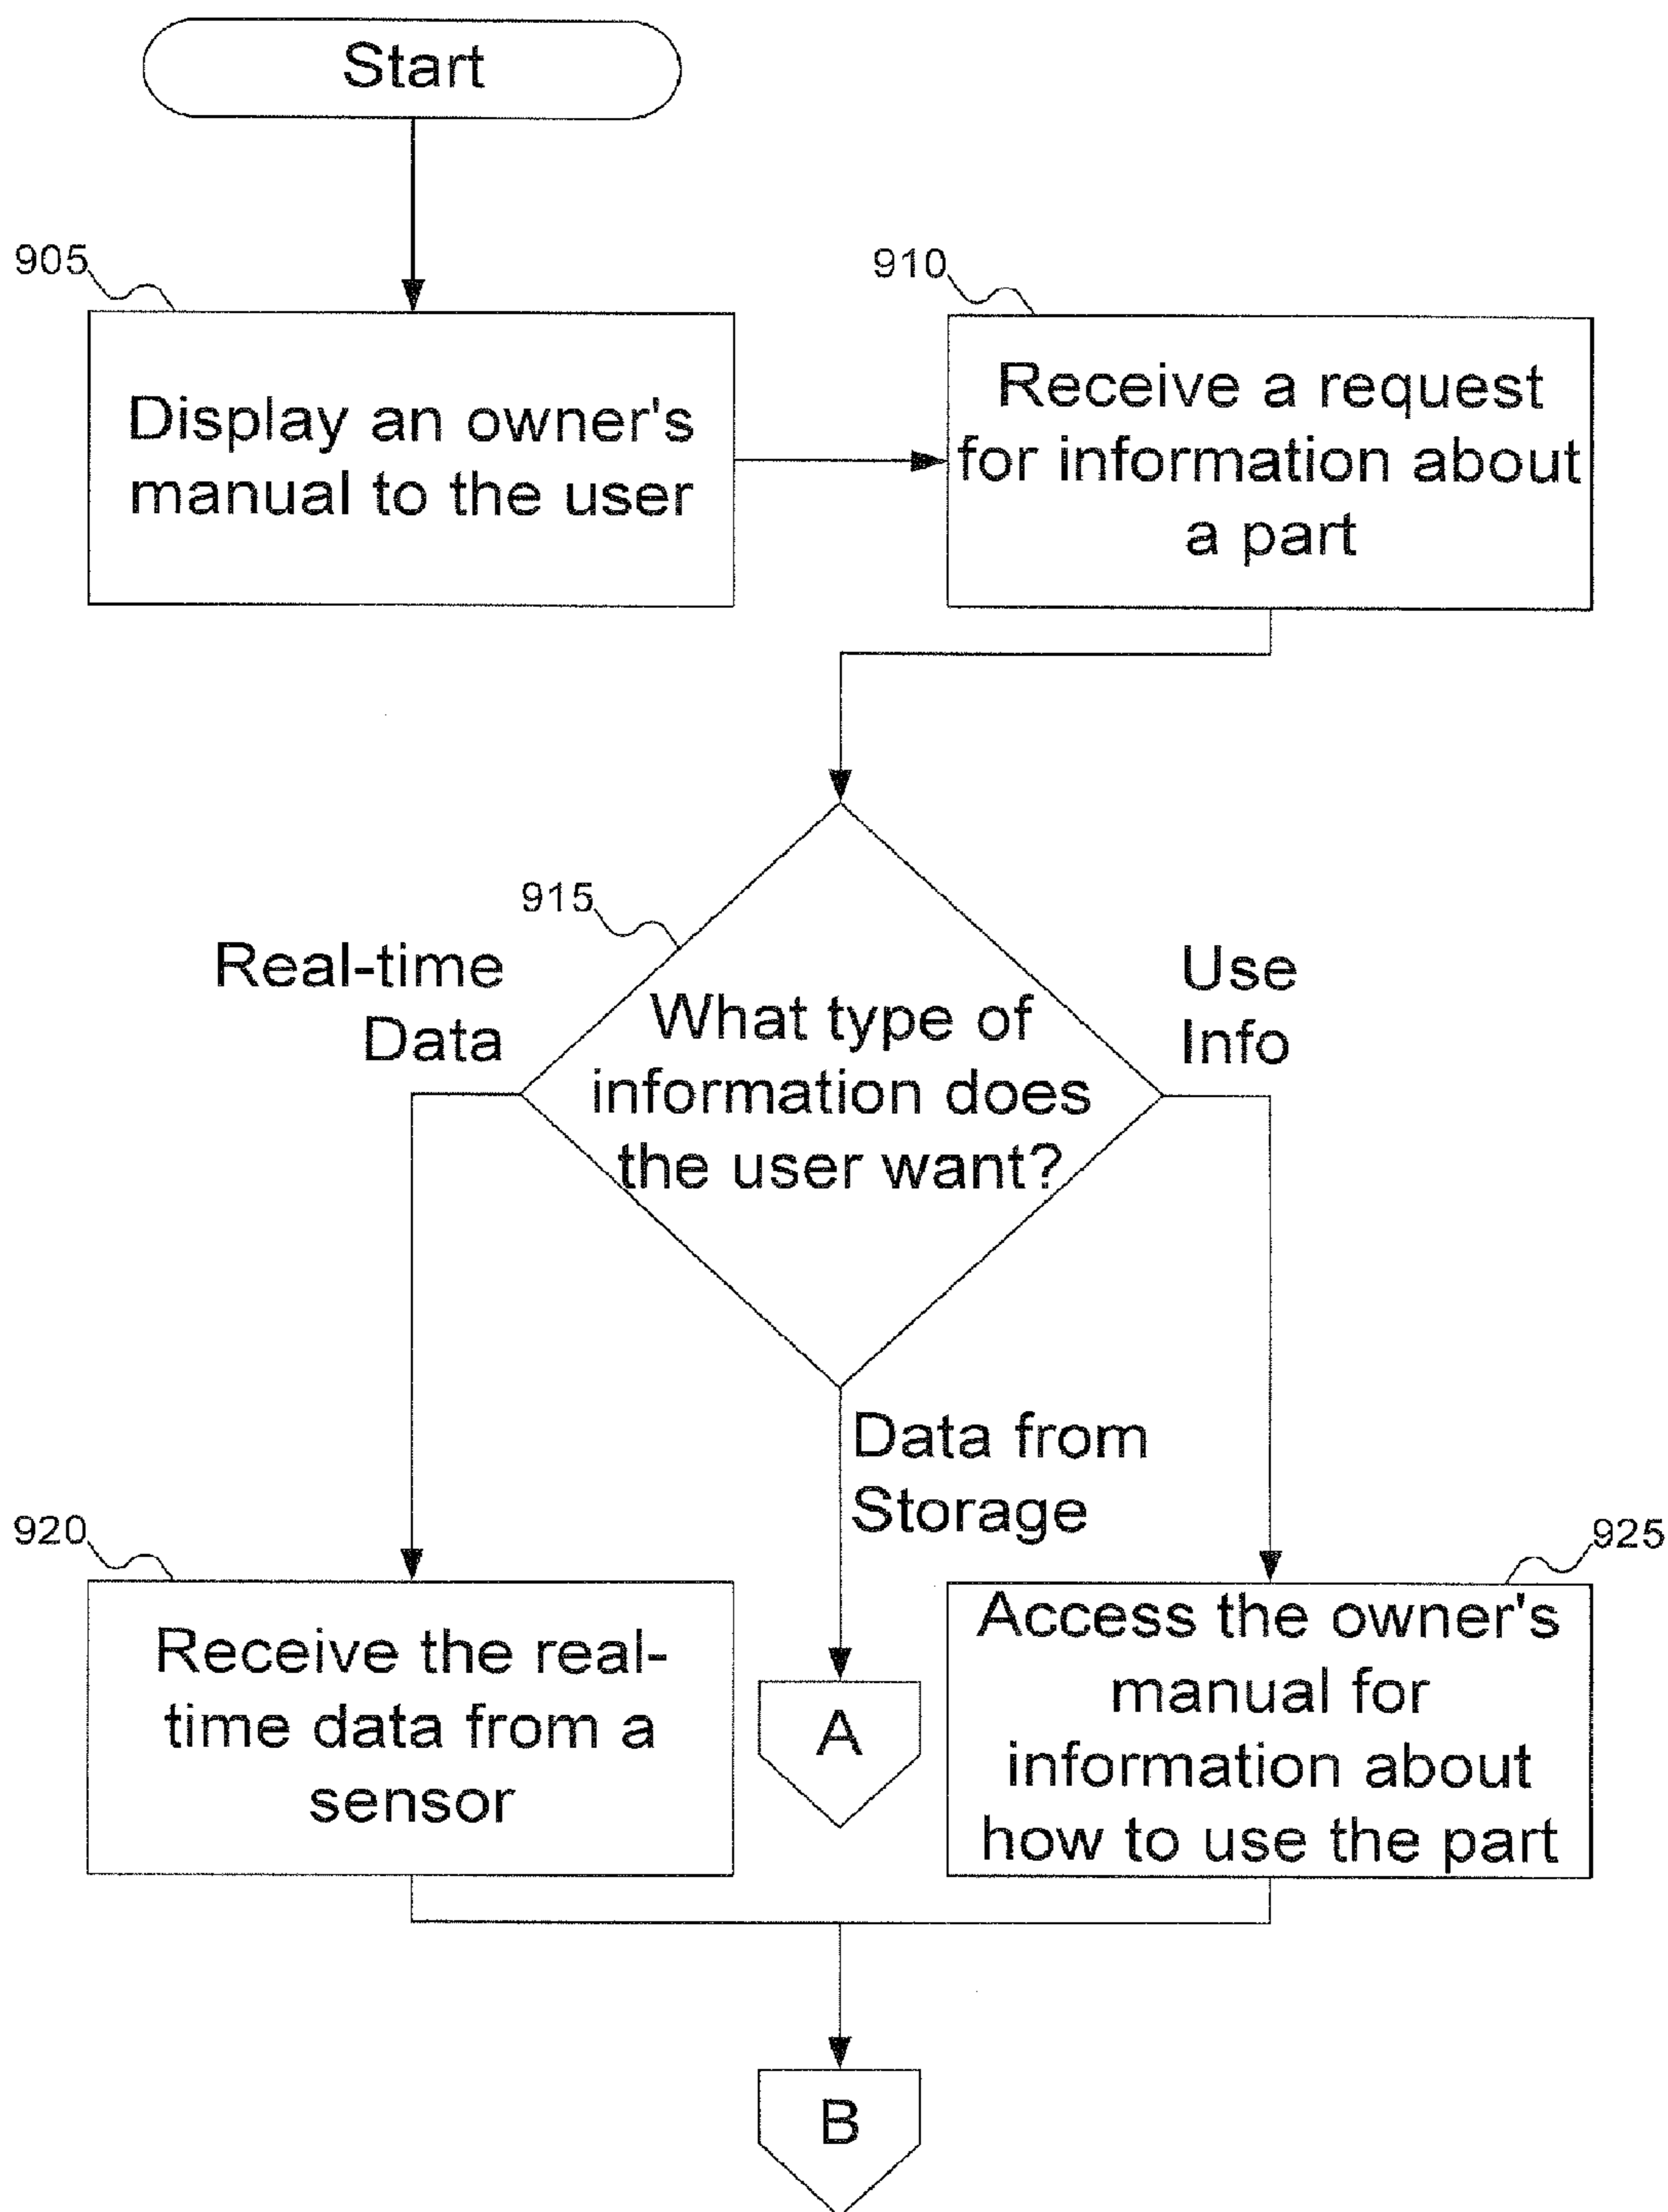 Start
905
Display an owner's
manual to the user
910
Receive a request
for information about
a part
915
Real-time
Data
What type of
information does
the user want?
Use
Info
Data from
Storage
920
Receive the real-
time data from a
sensor
A
925
Access the owner's
manual for
information about
how to use the part
B